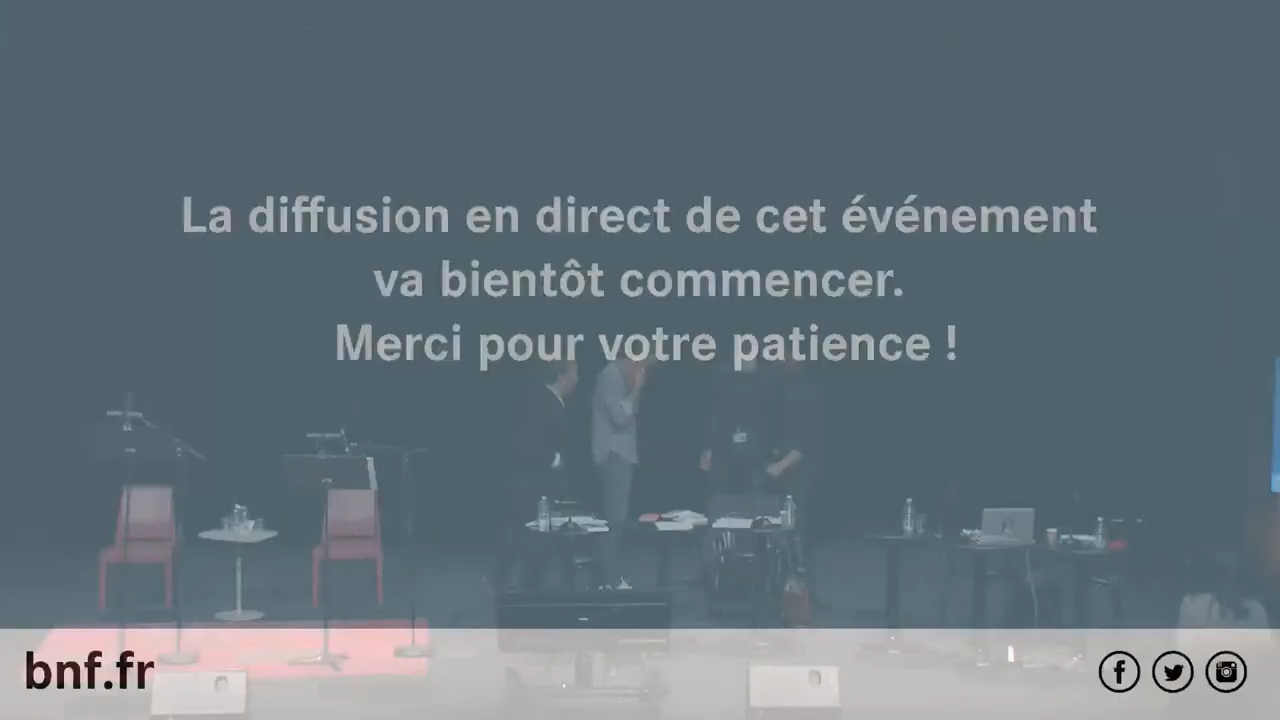 La diffusion en direct de cet événement
va bientôt commencer.
Merci pour votre patience !
bnf.fr